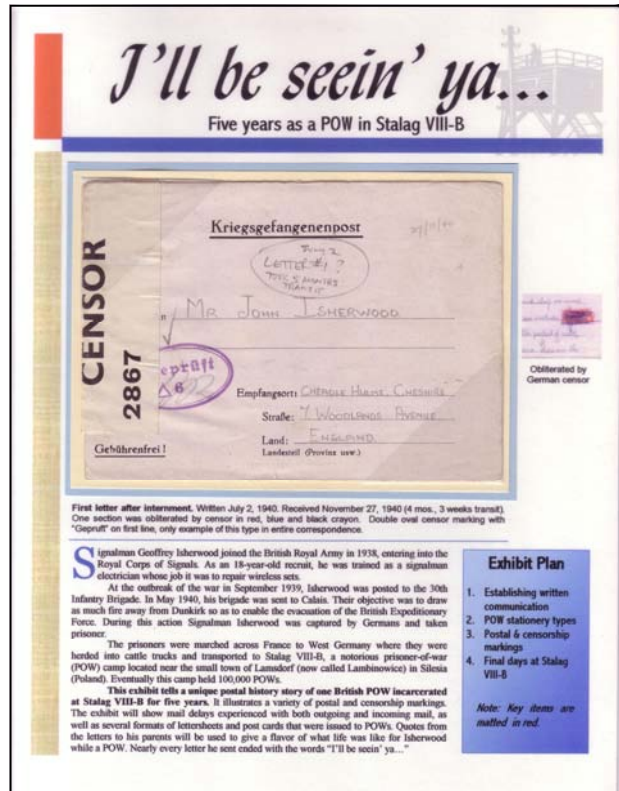 I'll be seein' ya...
Five years as a POW in Stalag VIII-B
CENSOR
2867
Kriegsgefangenenpost
27/11/40
July 2
LETTER #1 ?
TRANSIT
MR JOHN ISHERWOOD
6
Empfangsort: CHEADLE HULME, CHESHIRE
Straße: 7 WOODLANDS AVENUE
Land: ENGLAND
Landesteil (Provinz usw.)
Gebührenfrei!
Obliterated by
German censor
First letter after internment. Written July 2, 1940. Received November 27, 1940 (4 mos., 3 weeks transit).
One section was obliterated by censor in red, blue and black crayon. Double oval censor marking with
"Gepruft" on first line, only example of this type in entire correspondence.
Signalman Geoffrey Isherwood joined the British Royal Army in 1938, entering into the
Royal Corps of Signals. As an 18-year-old recruit, he was trained as a signalman
electrician whose job it was to repair wireless sets.
At the outbreak of the war in September 1939, Isherwood was posted to the 30th
Infantry Brigade. In May 1940, his brigade was sent to Calais. Their objective was to draw
as much fire away from Dunkirk so as to enable the evacuation of the British Expeditionary
Force. During this action Signalman Isherwood was captured by Germans and taken
prisoner.
The prisoners were marched across France to West Germany where they were
herded into cattle trucks and transported to Stalag VIII-B, a notorious prisoner-of-war
(POW) camp located near the small town of Lamsdorf (now called Lambinowice) in Silesia
(Poland). Eventually this camp held 100,000 POWs.
This exhibit tells a unique postal history story of one British POW incarcerated
at Stalag VIII-B for five years. It illustrates a variety of postal and censorship markings.
The exhibit will show mail delays experienced with both outgoing and incoming mail, as
well as several formats of lettersheets and post cards that were issued to POWs. Quotes from
the letters to his parents will be used to give a flavor of what life was like for Isherwood
while a POW. Nearly every letter he sent ended with the words "I'll be seein' ya..."
Exhibit Plan
1. Establishing written
communication
2. POW stationery types
3. Postal & censorship
markings
4. Final days at Stalag
VIII-B
Note: Key items are
matted in red.